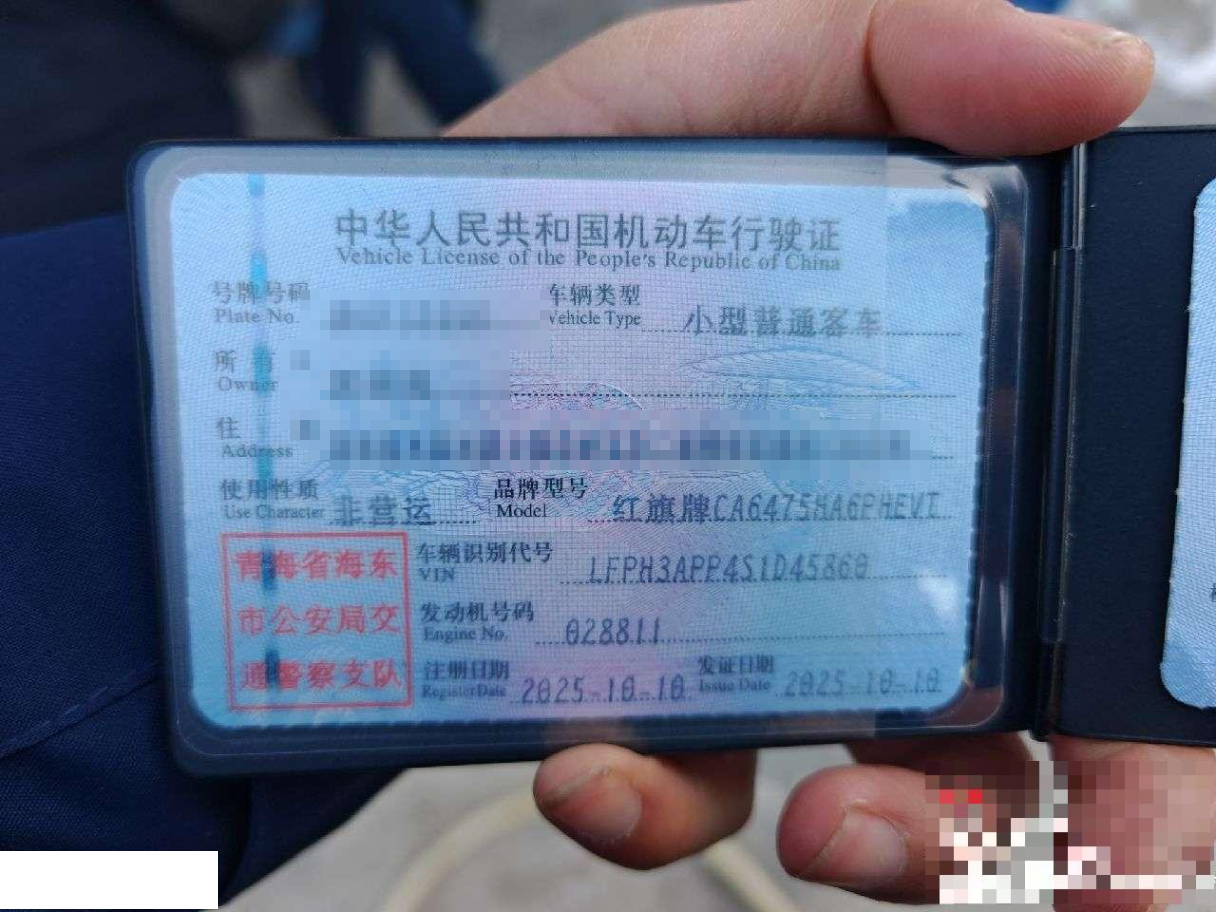 中华人民共和国机动车行驶证
Vehicle License of the People's Republic of China
号牌号码
Plate No.
车辆类型 小型普通客车
Vehicle Type
所
Owner
住
Address
使用性质 非营运
Use Character
品牌型号 红旗牌CA6475HA6PHEVT
Model
青海省海东
市公安局交
通警察支队
车辆识别代号 LFPH3APP4S1D45860
VIN
发动机号码 028811
Engine No.
注册日期 2025-10-10
Register Date
发证日期 2025-10-10
Issue Date